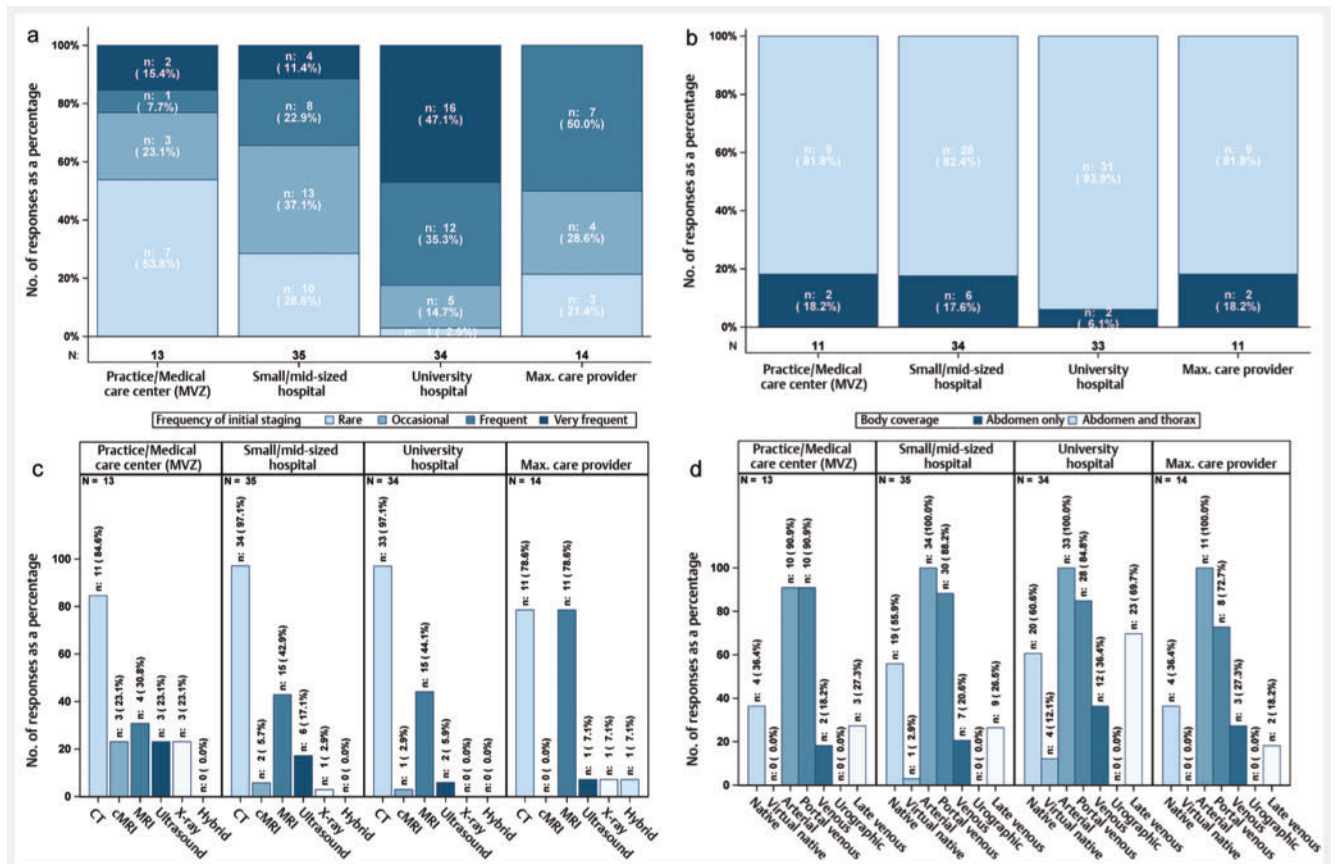 a
No. of responses as a percentage
100%
80%
60%
40%
20%
0%
n: 2
( 15.4%)
n: 1
( 7.7%)
n: 3
( 23.1%)
n: 7
( 53.8%)
n: 4
( 11.4%)
n: 8
( 22.9%)
n: 13
( 37.1%)
n: 10
( 28.6%)
n: 16
( 47.1%)
n: 12
( 35.3%)
n: 5
( 14.7%)
n: 1 ( 2.9%)
n: 7
( 50.0%)
n: 4
( 28.6%)
n: 3
( 21.4%)
N: 13 35 34 14
Practice/Medical care center (MVZ)
Small/mid-sized hospital
University hospital
Max. care provider
Frequency of initial staging Rare Occasional Frequent Very frequent
b
No. of responses as a percentage
100%
80%
60%
40%
20%
0%
n: 9
( 81.8%)
n: 2
( 18.2%)
n: 28
( 82.4%)
n: 6
( 17.6%)
n: 31
( 93.9%)
n: 2
( 6.1%)
n: 9
( 81.8%)
n: 2
( 18.2%)
N 11 34 33 11
Practice/Medical care center (MVZ)
Small/mid-sized hospital
University hospital
Max. care provider
Body coverage Abdomen only Abdomen and thorax
c
No. of responses as a percentage
100
80
60
40
20
0
Practice/Medical care center (MVZ)
N = 13
n: 11 ( 84.6%)
n: 3 ( 23.1%)
n: 4 ( 30.8%)
n: 3 ( 23.1%)
n: 3 ( 23.1%)
n: 0 ( 0.0%)
CT
cMRI
MRI
Ultrasound
X-ray
Hybrid
Small/mid-sized hospital
N = 35
n: 34 ( 97.1%)
n: 2 ( 5.7%)
n: 15 ( 42.9%)
n: 6 ( 17.1%)
n: 1 ( 2.9%)
n: 0 ( 0.0%)
CT
cMRI
MRI
Ultrasound
X-ray
Hybrid
University hospital
N = 34
n: 33 ( 97.1%)
n: 1 ( 2.9%)
n: 15 ( 44.1%)
n: 2 ( 5.9%)
n: 0 ( 0.0%)
n: 0 ( 0.0%)
CT
cMRI
MRI
Ultrasound
X-ray
Hybrid
Max. care provider
N = 14
n: 11 ( 78.6%)
n: 0 ( 0.0%)
n: 11 ( 78.6%)
n: 1 ( 7.1%)
n: 1 ( 7.1%)
n: 1 ( 7.1%)
CT
cMRI
MRI
Ultrasound
X-ray
Hybrid
d
No. of responses as a percentage
100
80
60
40
20
0
Practice/Medical care center (MVZ)
N = 13
n: 4 ( 36.4%)
n: 0 ( 0.0%)
n: 10 ( 90.9%)
n: 10 ( 90.9%)
n: 2 ( 18.2%)
n: 0 ( 0.0%)
n: 3 ( 27.3%)
Native
Virtual native
Arterial
Portal venous
Venous
Urographic
Late venous
Small/mid-sized hospital
N = 35
n: 19 ( 55.9%)
n: 1 ( 2.9%)
n: 34 (100.0%)
n: 30 ( 88.2%)
n: 7 ( 20.6%)
n: 0 ( 0.0%)
n: 9 ( 26.5%)
Native
Virtual native
Arterial
Portal venous
Venous
Urographic
Late venous
University hospital
N = 34
n: 20 ( 60.6%)
n: 4 ( 12.1%)
n: 33 (100.0%)
n: 28 ( 84.8%)
n: 12 ( 36.4%)
n: 0 ( 0.0%)
n: 23 ( 69.7%)
Native
Virtual native
Arterial
Portal venous
Venous
Urographic
Late venous
Max. care provider
N = 14
n: 4 ( 36.4%)
n: 0 ( 0.0%)
n: 11 (100.0%)
n: 8 ( 72.7%)
n: 3 ( 27.3%)
n: 0 ( 0.0%)
n: 2 ( 18.2%)
Native
Virtual native
Arterial
Portal venous
Venous
Urographic
Late venous